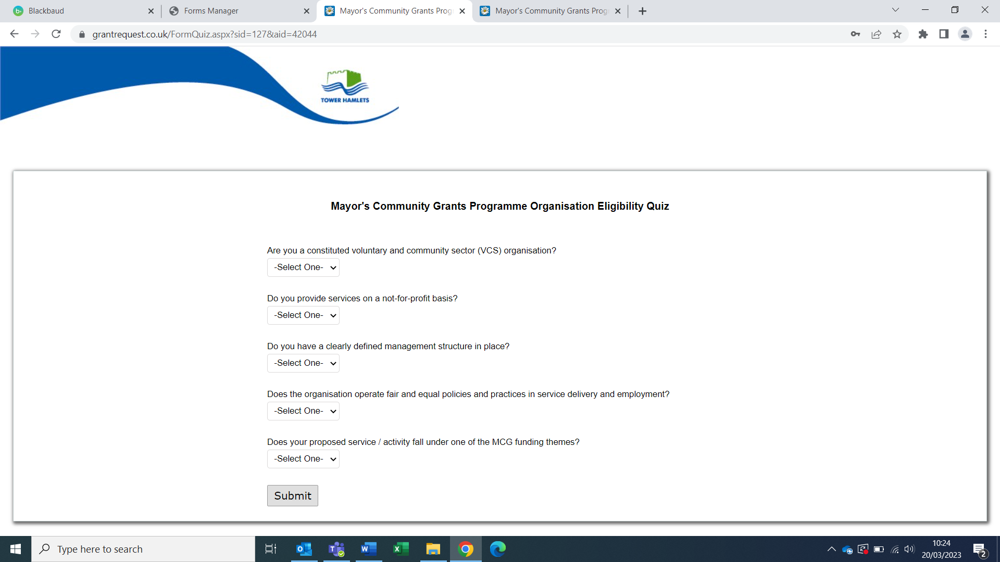 Blackbaud
Forms Manager
Mayor's Community Grants Prog
Mayor's Community Grants Prog
grantrequest.co.uk/FormQuiz.aspx?sid=127&aid=42044
TOWER HAMLETS
Mayor's Community Grants Programme Organisation Eligibility Quiz
Are you a constituted voluntary and community sector (VCS) organisation?
-Select One-
Do you provide services on a not-for-profit basis?
-Select One-
Do you have a clearly defined management structure in place?
-Select One-
Does the organisation operate fair and equal policies and practices in service delivery and employment?
-Select One-
Does your proposed service / activity fall under one of the MCG funding themes?
-Select One-
Submit
Type here to search
10:24
20/03/2023
2